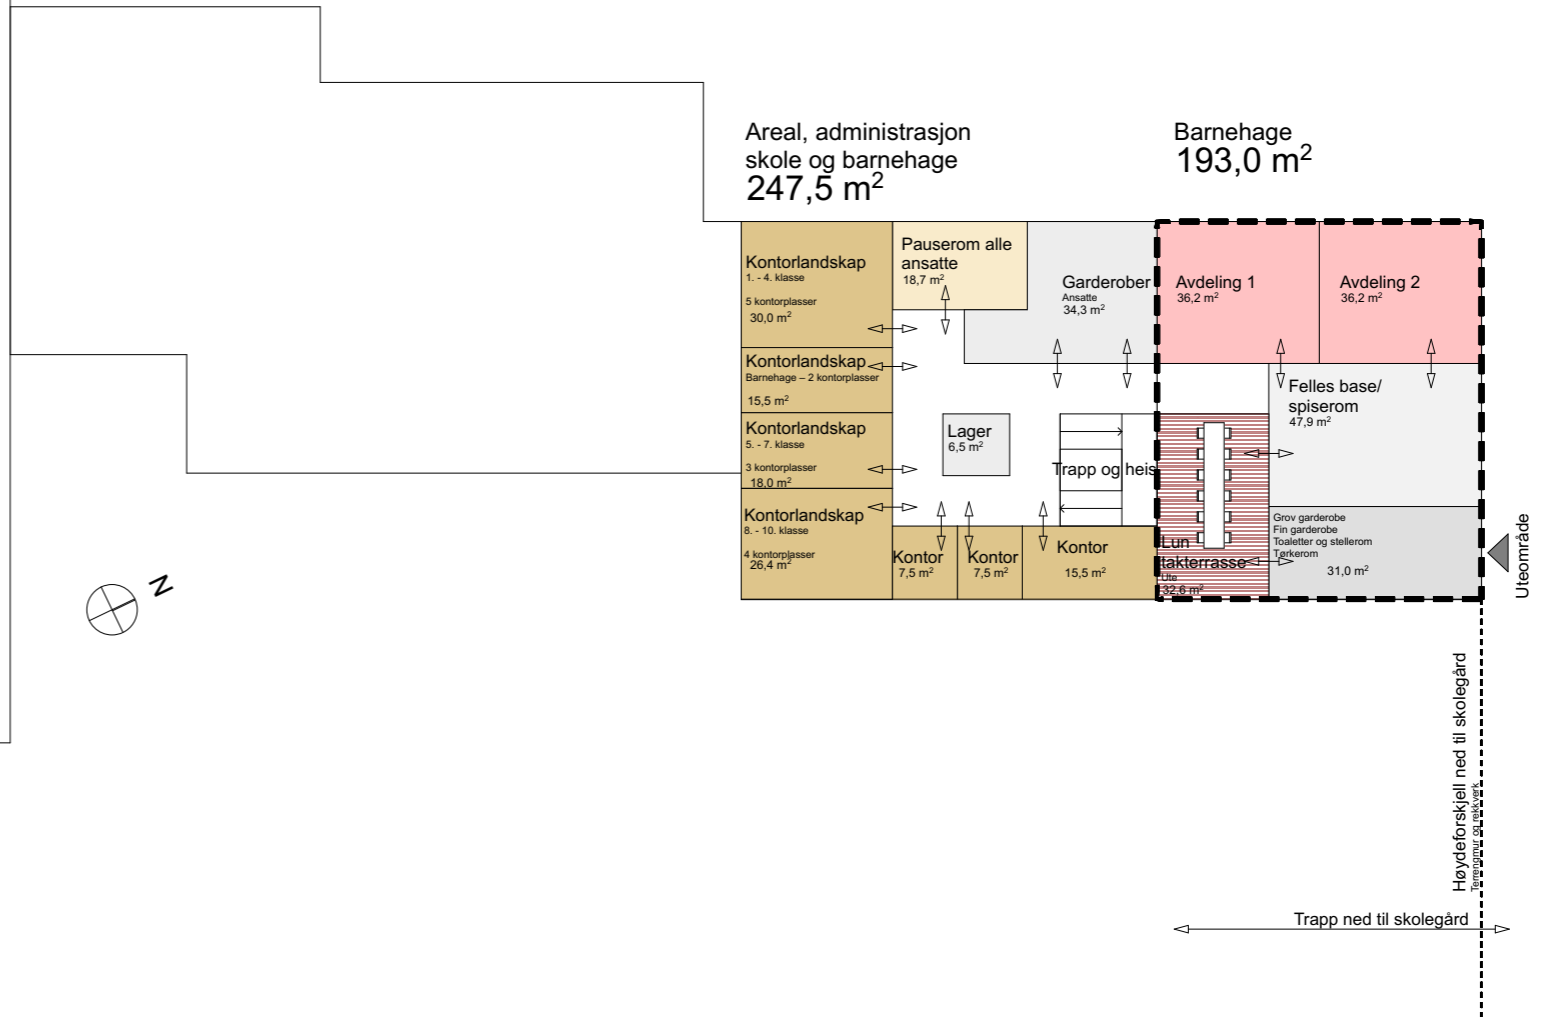 Areal, administrasjon
skole og barnehage
247,5 m²
Barnehage
193,0 m²
Kontorlandskap
1. - 4. klasse
5 kontorplasser
30,0 m²
Pauserom alle
ansatte
18,7 m²
Garderober
Ansatte
34,3 m²
Avdeling 1
36,2 m²
Avdeling 2
36,2 m²
Kontorlandskap
Barnehage – 2 kontorplasser
15,5 m²
Felles base/
spiserom
47,9 m²
Kontorlandskap
5. - 7. klasse
3 kontorplasser
18,0 m²
Lager
6,5 m²
Trapp og heis
Kontorlandskap
8. - 10. klasse
4 kontorplasser
26,4 m²
Kontor
7,5 m²
Kontor
7,5 m²
Kontor
15,5 m²
Lun
takterrasse
Ute
32,6 m²
Grov garderobe
Fin garderobe
Toaletter og stellerom
Tørkerom
31,0 m²
Uteområde
N
Høydeforskjell ned til skolegård
Terrengmur og rekkverk
Trapp ned til skolegård